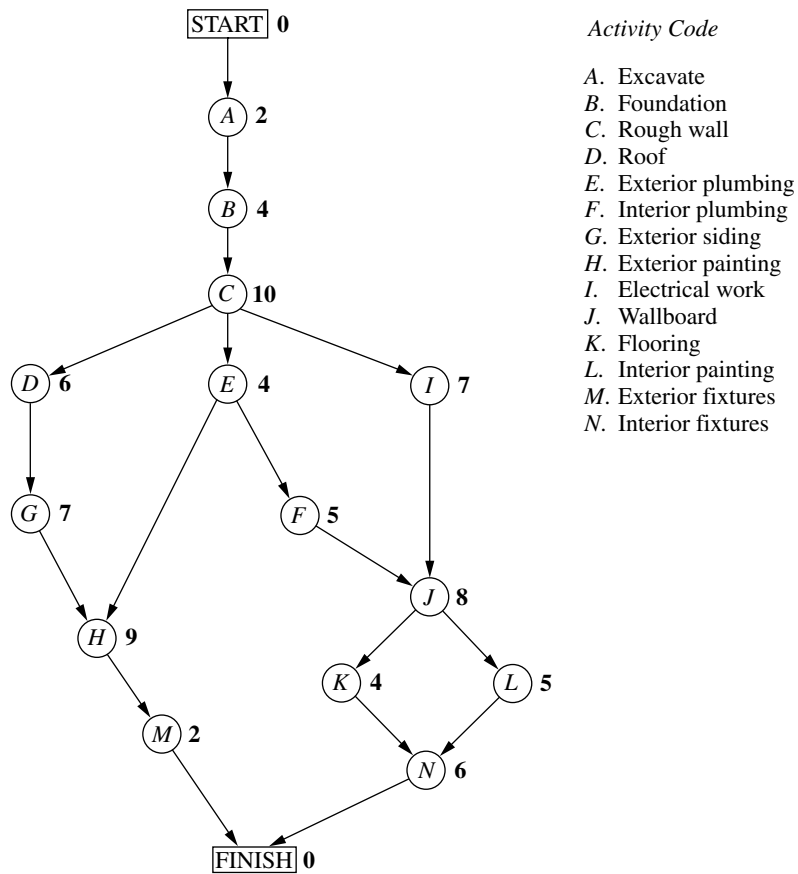 START 0
A 2
B 4
C 10
D 6
E 4
I 7
G 7
F 5
J 8
H 9
K 4
L 5
M 2
N 6
FINISH 0
Activity Code
A. Excavate
B. Foundation
C. Rough wall
D. Roof
E. Exterior plumbing
F. Interior plumbing
G. Exterior siding
H. Exterior painting
I. Electrical work
J. Wallboard
K. Flooring
L. Interior painting
M. Exterior fixtures
N. Interior fixtures